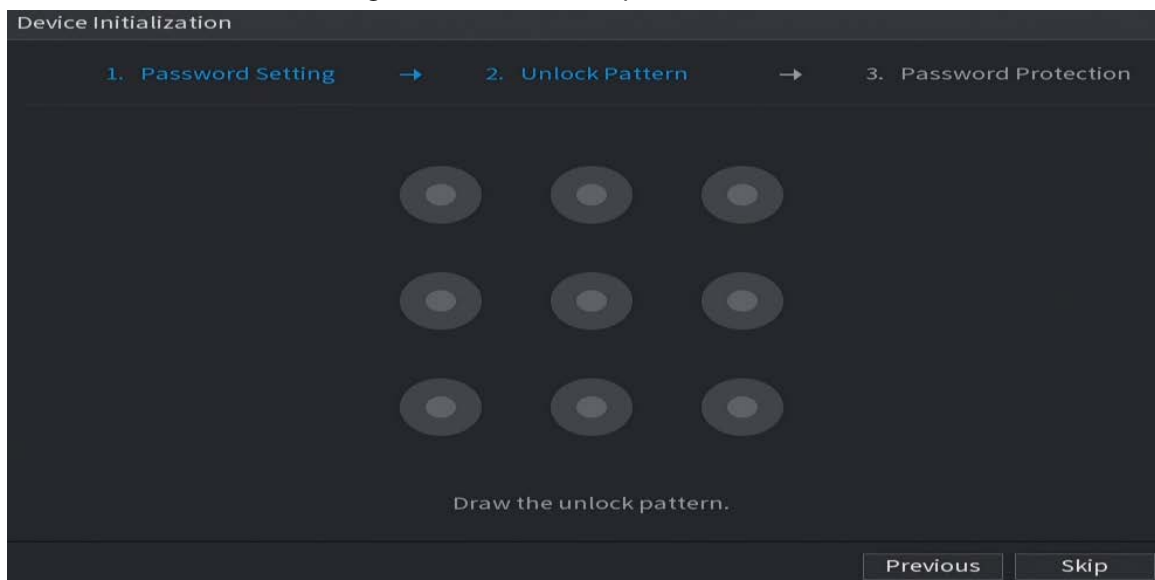 Device Initialization
1. Password Setting → 2. Unlock Pattern → 3. Password Protection
Draw the unlock pattern.
Previous Skip